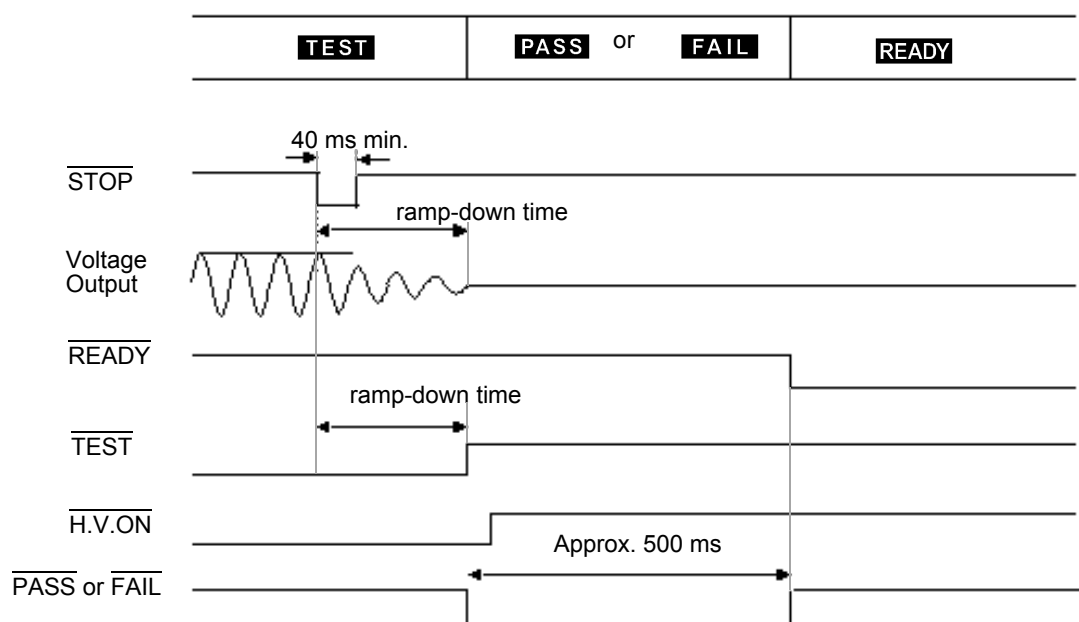 TEST PASS or FAIL READY
40 ms min.
STOP
ramp-down time
Voltage
Output
READY
ramp-down time
TEST
H.V.ON
Approx. 500 ms
PASS or FAIL